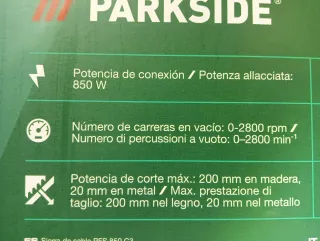 PARKSIDE®
Potencia de conexión / Potenza allacciata:
850 W
Número de carreras en vacío: 0-2800 rpm /
Numero di percussioni a vuoto: 0–2800 min⁻¹
Potencia de corte máx.: 200 mm en madera,
20 mm en metal / Max. prestazione di
taglio: 200 mm nel legno, 20 mm nel metallo